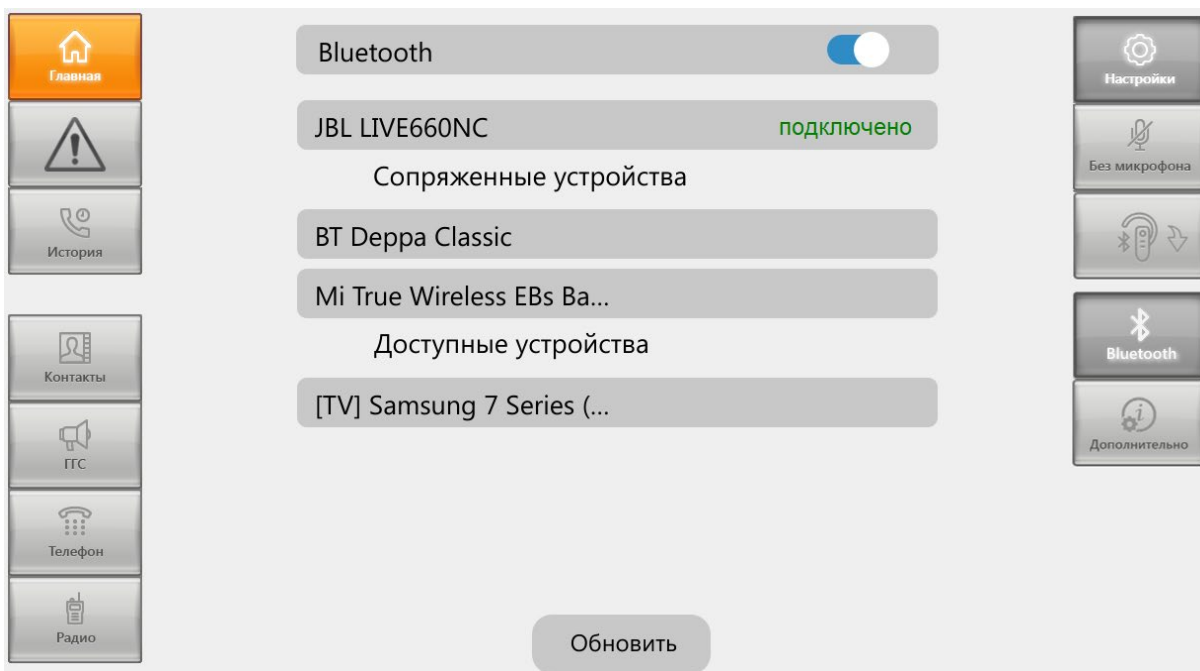 Главная
История
Контакты
ГГС
Телефон
Радио
Bluetooth
JBL LIVE660NC подключено
Сопряженные устройства
BT Deppa Classic
Mi True Wireless EBs Ba...
Доступные устройства
[TV] Samsung 7 Series (...
Обновить
Настройки
Без микрофона
Bluetooth
Дополнительно